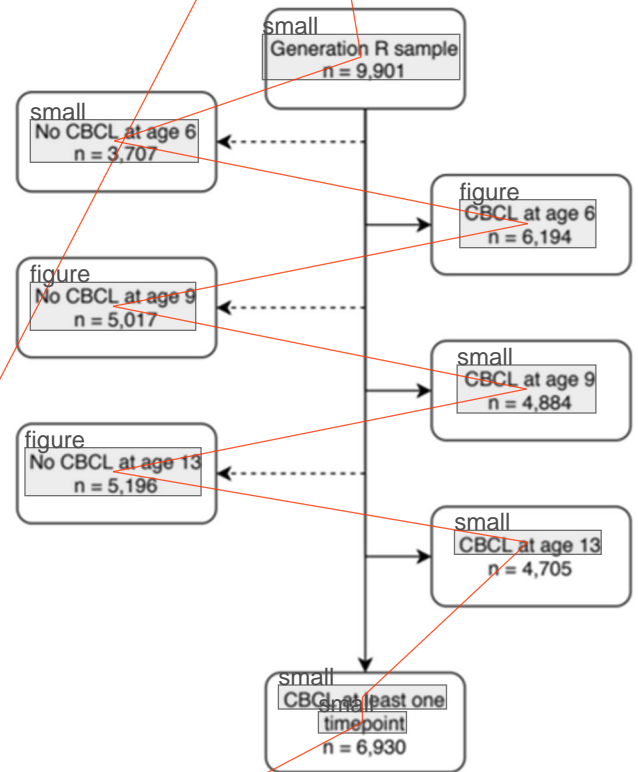 small
Generation R sample
n = 9,901
small
No CBCL at age 6
n = 3,707
figure
CBCL at age 6
n = 6,194
figure
No CBCL at age 9
n = 5,017
small
CBCL at age 9
n = 4,884
figure
No CBCL at age 13
n = 5,196
small
CBCL at age 13
n = 4,705
small
CBCL at least one
small
timepoint
n = 6,930